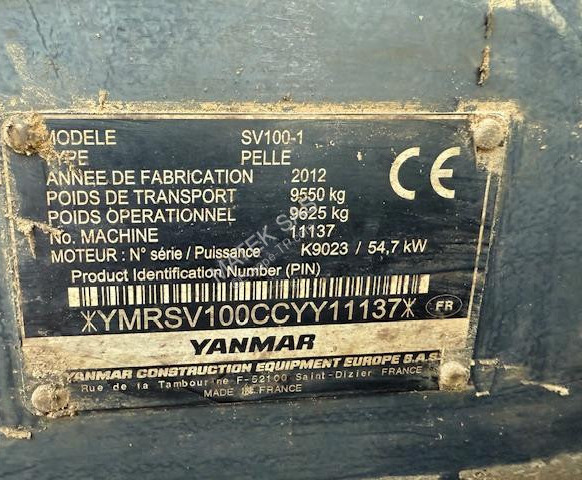 MODELE SV100-1
TYPE PELLE
ANNEE DE FABRICATION 2012
POIDS DE TRANSPORT 9550 kg
POIDS OPERATIONNEL 9625 kg
No. MACHINE 11137
MOTEUR : N° série / Puissance K9023 / 54,7 kW
Product Identification Number (PIN)
*YMRSV100CCYY11137*
FR
CE
YANMAR
YANMAR CONSTRUCTION EQUIPMENT EUROPE S.A.S.
Rue de la Tambourine F-52100 Saint-Dizier FRANCE
MADE IN FRANCE